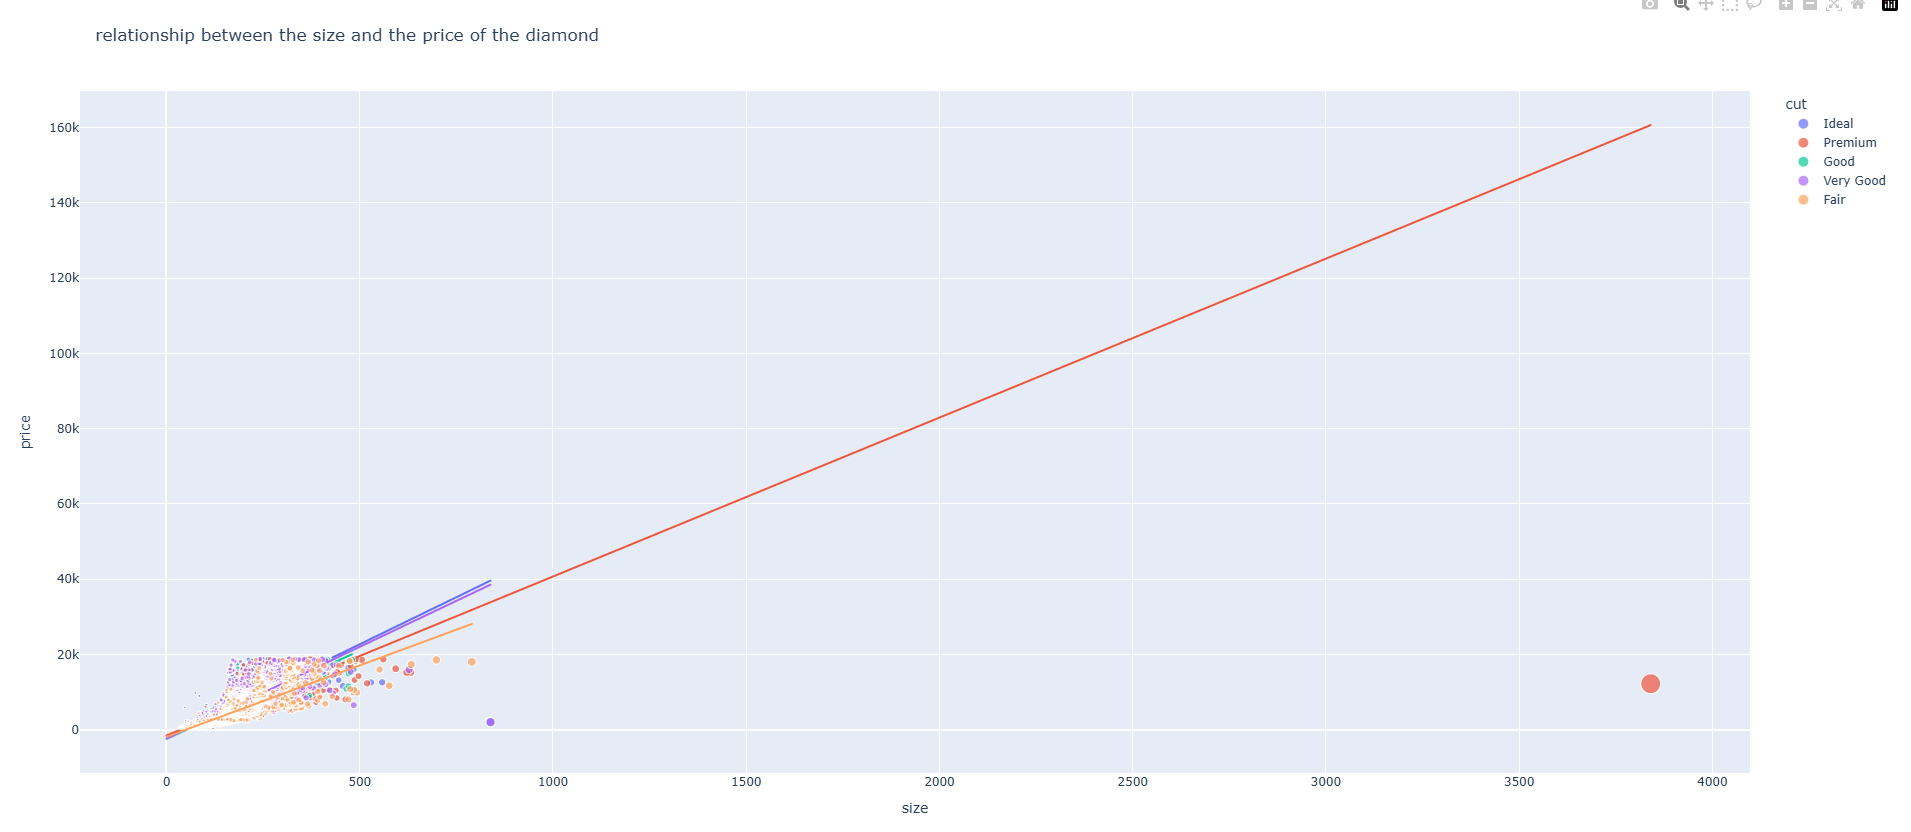 relationship between the size and the price of the diamond
160k
140k
120k
100k
80k
60k
40k
20k
0
price
0 500 1000 1500 2000 2500 3000 3500 4000
size
cut
Ideal
Premium
Good
Very Good
Fair